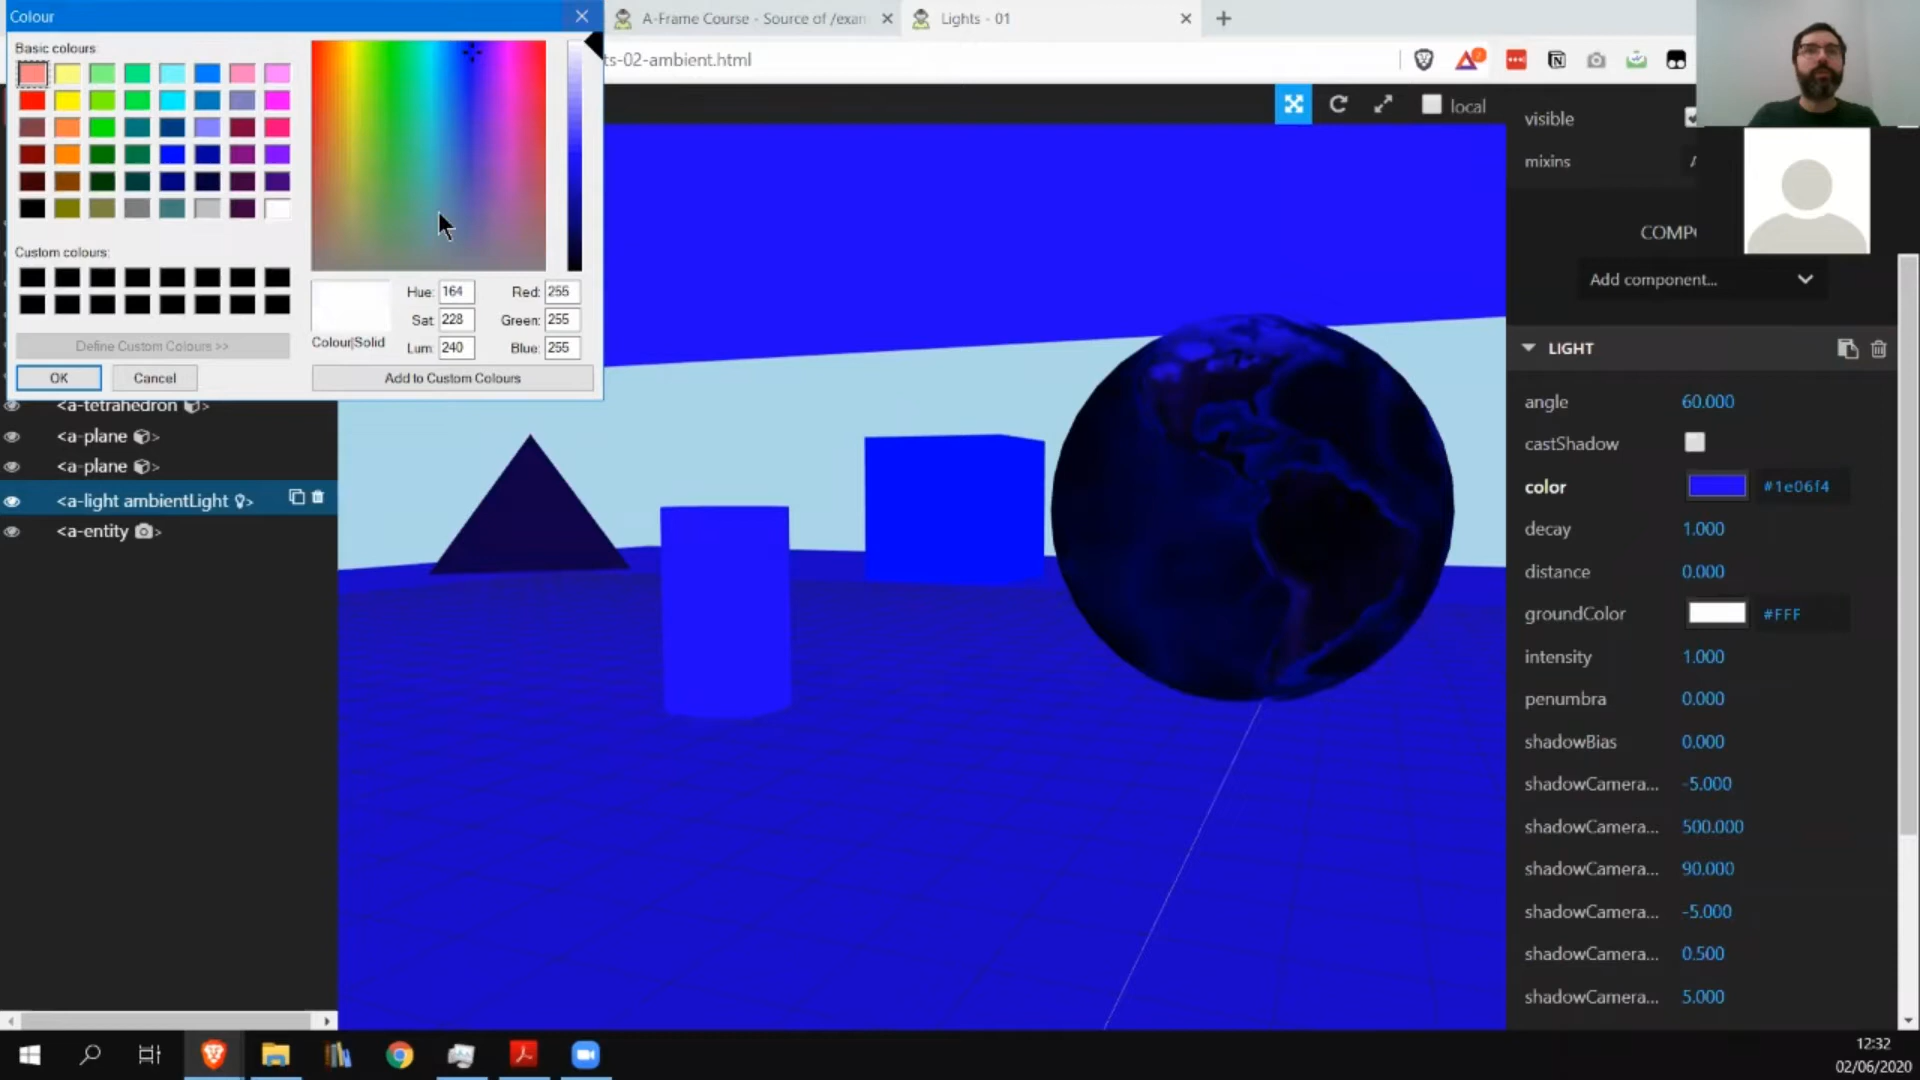 Colour
A-Frame Course - Source of /exan
Lights - 01
ts-02-ambient.html
Basic colours:
local
visible
mixins
Custom colours:
Hue: 164
Red: 255
Sat: 228
Green: 255
Colour|Solid
Lum: 240
Blue: 255
Define Custom Colours >>
OK
Cancel
Add to Custom Colours
<a-tetrahedron >
<a-plane >
<a-plane >
<a-light ambientLight >
<a-entity >
COMP
Add component...
LIGHT
angle 60.000
castShadow
color #1e06f4
decay 1.000
distance 0.000
groundColor #FFF
intensity 1.000
penumbra 0.000
shadowBias 0.000
shadowCamera... -5.000
shadowCamera... 500.000
shadowCamera... 90.000
shadowCamera... -5.000
shadowCamera... 0.500
shadowCamera... 5.000
12:32
02/06/2020